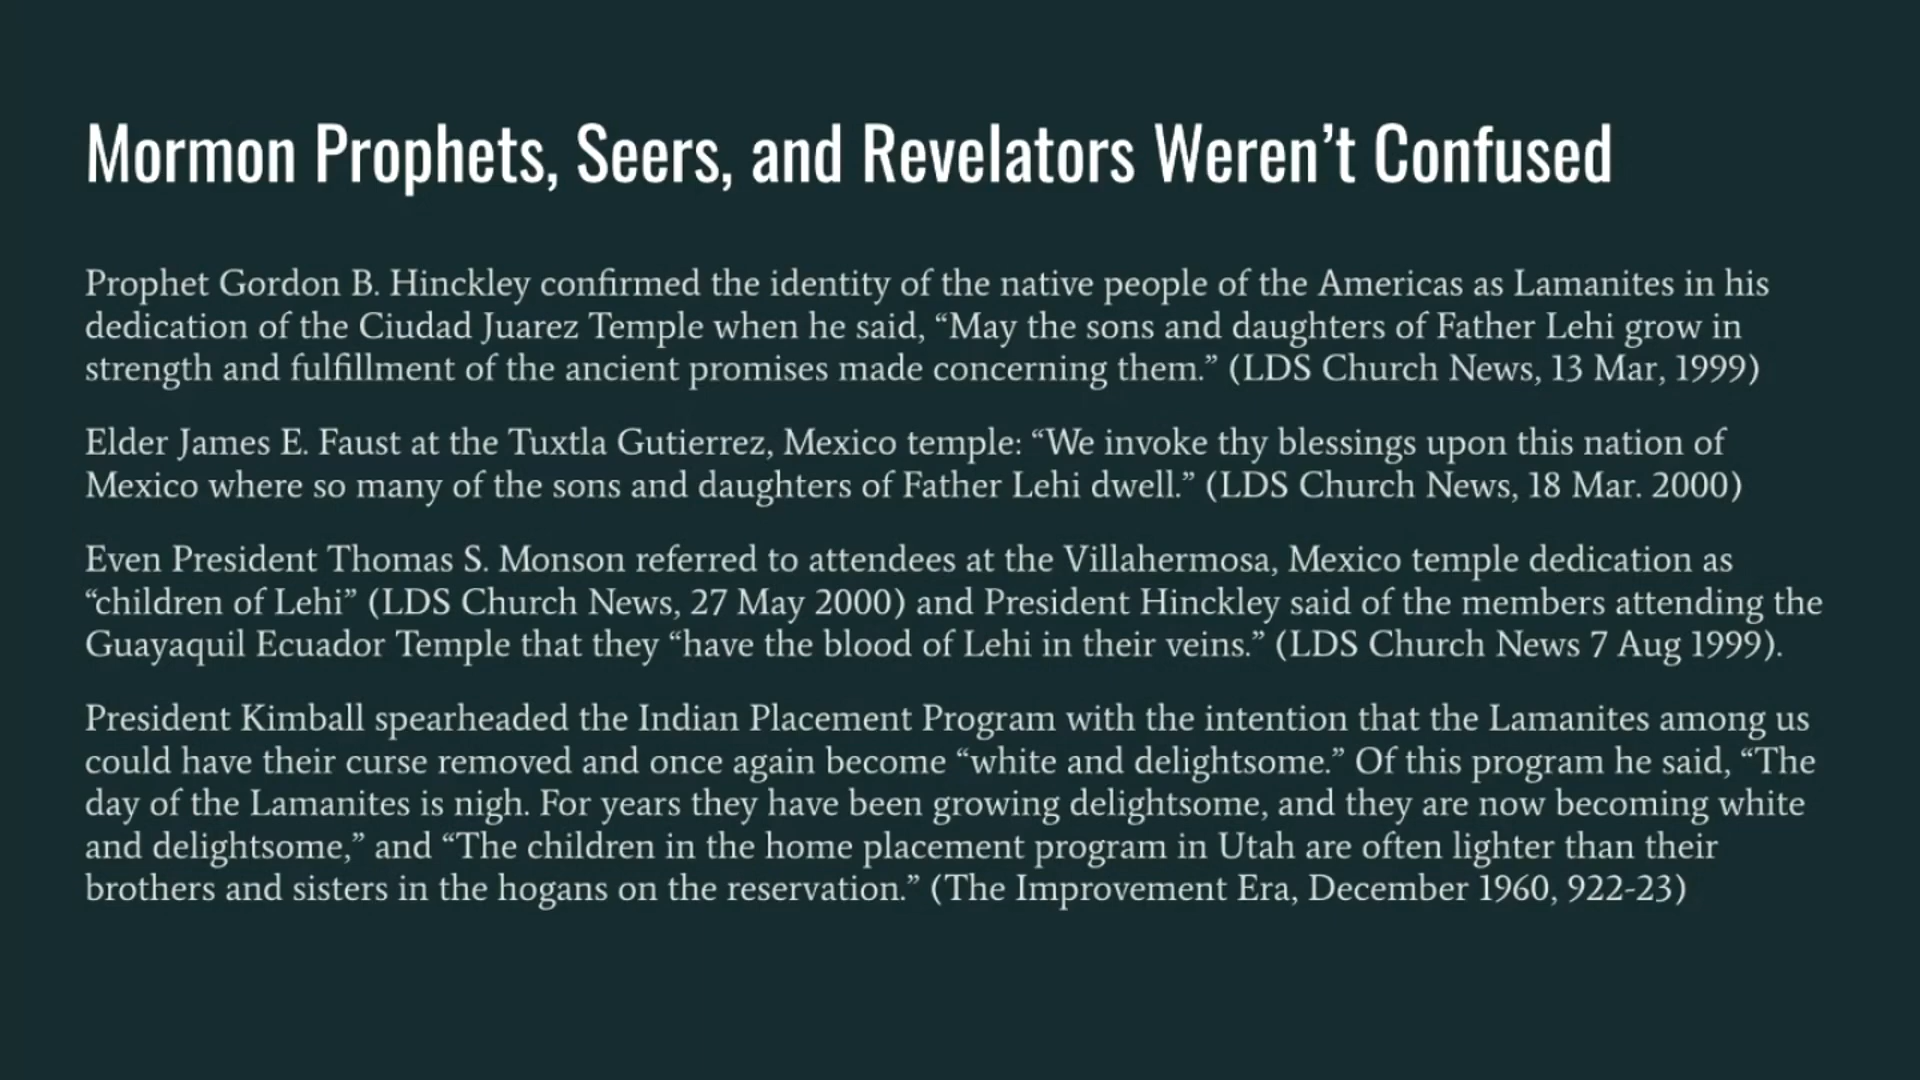 Mormon Prophets, Seers, and Revelators Weren’t Confused
Prophet Gordon B. Hinckley confirmed the identity of the native people of the Americas as Lamanites in his
dedication of the Ciudad Juarez Temple when he said, “May the sons and daughters of Father Lehi grow in
strength and fulfillment of the ancient promises made concerning them.” (LDS Church News, 13 Mar, 1999)
Elder James E. Faust at the Tuxtla Gutierrez, Mexico temple: “We invoke thy blessings upon this nation of
Mexico where so many of the sons and daughters of Father Lehi dwell.” (LDS Church News, 18 Mar. 2000)
Even President Thomas S. Monson referred to attendees at the Villahermosa, Mexico temple dedication as
“children of Lehi” (LDS Church News, 27 May 2000) and President Hinckley said of the members attending the
Guayaquil Ecuador Temple that they “have the blood of Lehi in their veins.” (LDS Church News 7 Aug 1999).
President Kimball spearheaded the Indian Placement Program with the intention that the Lamanites among us
could have their curse removed and once again become “white and delightsome.” Of this program he said, “The
day of the Lamanites is nigh. For years they have been growing delightsome, and they are now becoming white
and delightsome,” and “The children in the home placement program in Utah are often lighter than their
brothers and sisters in the hogans on the reservation.” (The Improvement Era, December 1960, 922-23)